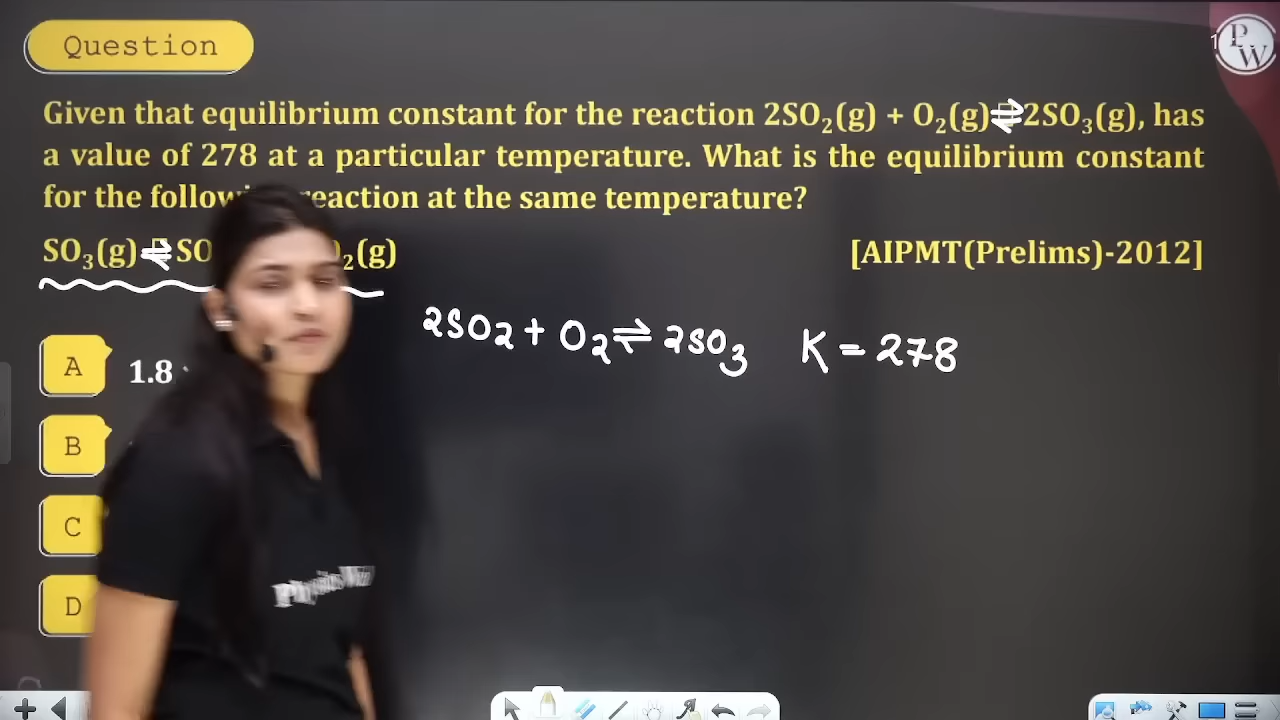 Question
PW
Given that equilibrium constant for the reaction 2SO₂(g) + O₂(g)⇌2SO₃(g), has
a value of 278 at a particular temperature. What is the equilibrium constant
for the reaction at the same temperature?
SO₃(g)⇌SO ₂(g) [AIPMT(Prelims)-2012]
2SO2 + O2 ⇌ 2SO3 K = 278
A 1.8
B
C
D